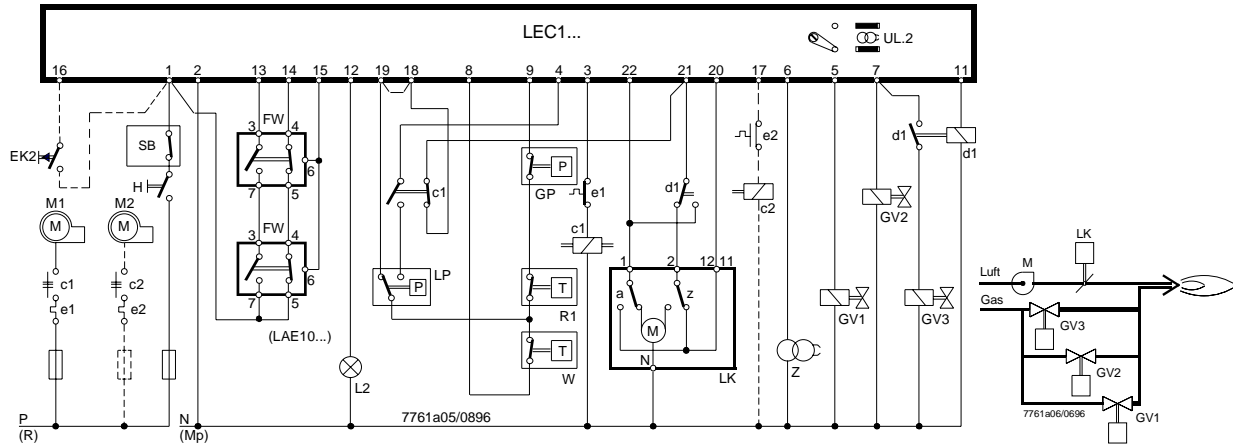 LEC1...
UL.2
16 1 2 13 14 15 12 19 18 8 9 4 3 22 21 20 17 6 5 7 11
FW
3 4
SB
EK2
6
P
e2
d1
d1
H
7 5
GP
e1
M1 M2
c1
d1
c2
GV2
M M
FW
3 4
c1
LK
6
1 2 12 11
Luft M
c1 c2
LP
P
T
a z
Gas
e1 e2
7 5
R1
GV1 GV3
GV3
(LAE10...)
M
T
N
Z
GV2
L2
W
LK
P
(R)
N
(Mp)
7761a05/0896
7761a06/0696
GV1